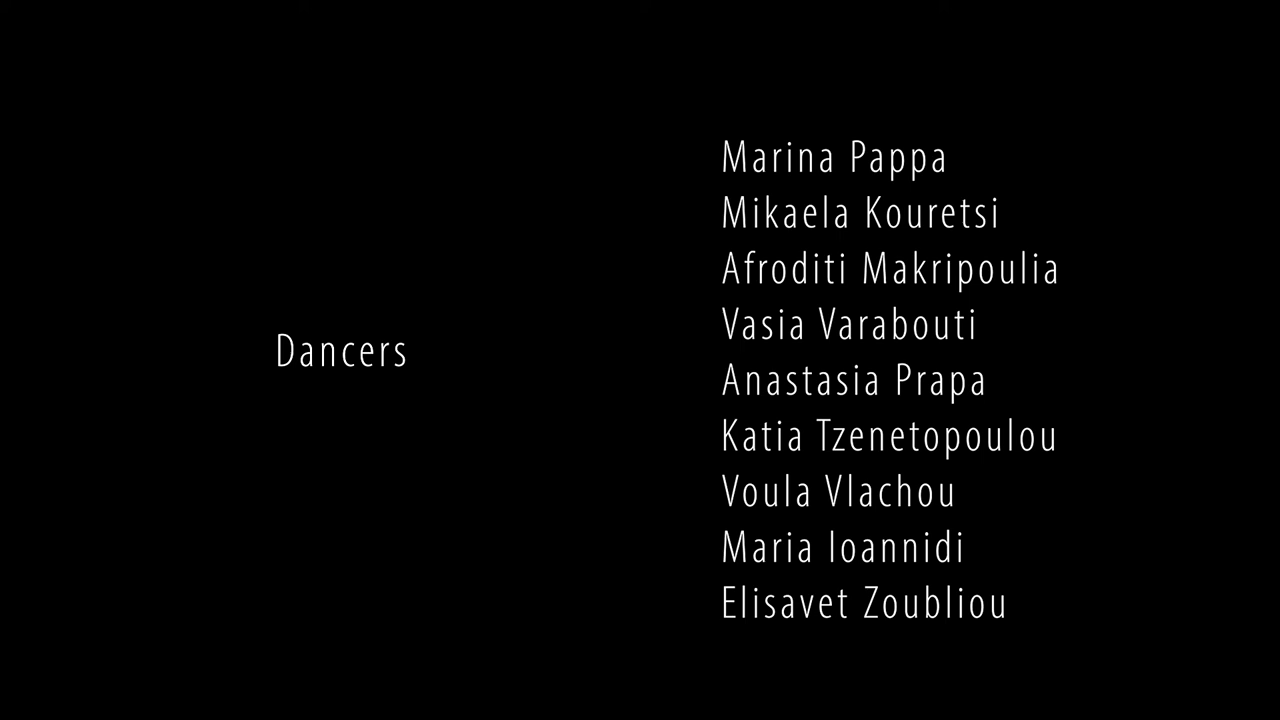 Dancers
Marina Pappa
Mikaela Kouretsi
Afroditi Makripoulia
Vasia Varabouti
Anastasia Prapa
Katia Tzenetopoulou
Voula Vlachou
Maria Ioannidi
Elisavet Zoubliou